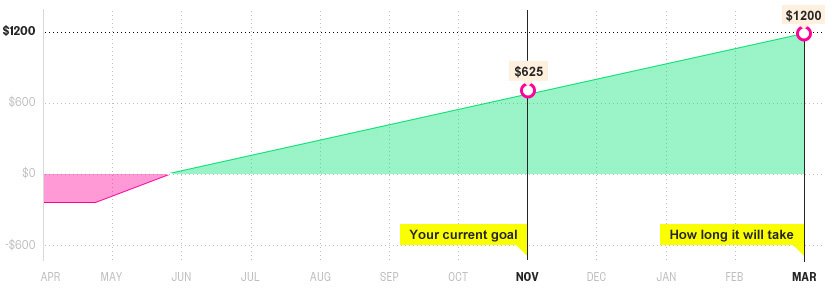 $1200
$1200
$625
$600
$0
-$600
Your current goal
How long it will take
APR MAY JUN JUL AUG SEP OCT NOV DEC JAN FEB MAR